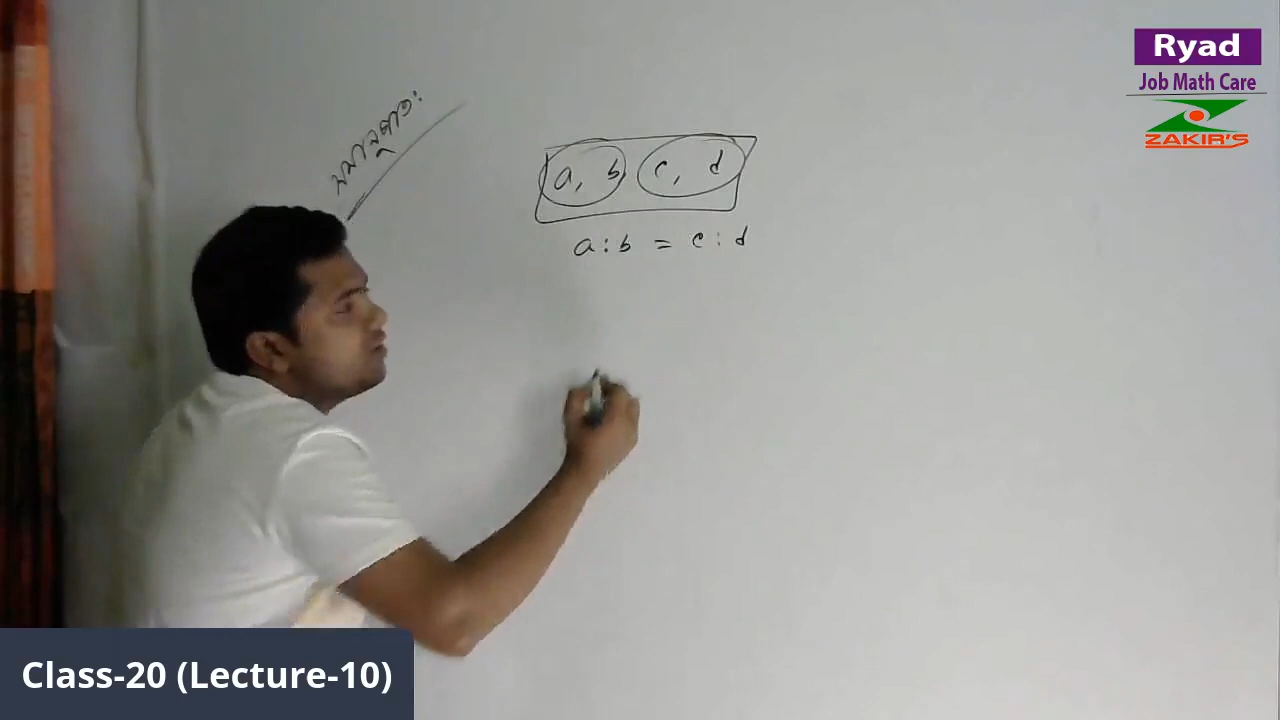 সমানুপাত:
a, b c, d
a : b = c : d
Ryad
Job Math Care
ZAKIR'S
Class-20 (Lecture-10)